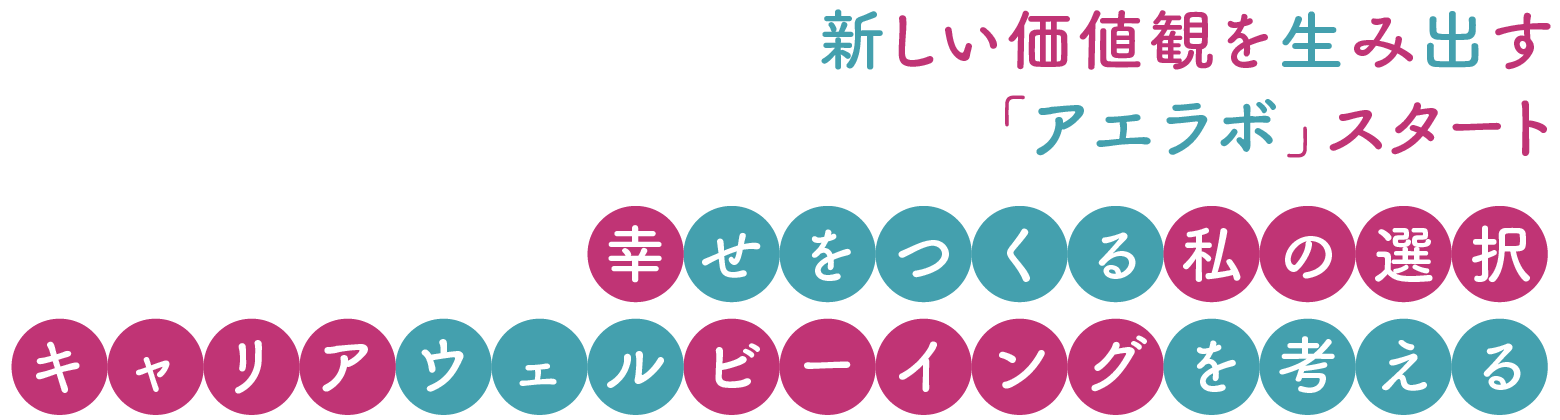 新しい価値観を生み出す
「アエラボ」スタート
幸せをつくる私の選択
キャリアウェルビーイングを考える